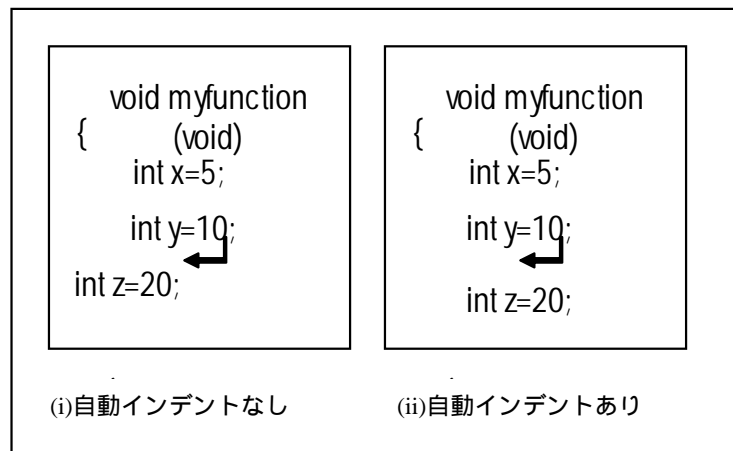 void myfunction
{ (void)
int x=5;
int y=10;
int z=20;
(i)自動インデントなし
void myfunction
{ (void)
int x=5;
int y=10;
int z=20;
(ii)自動インデントあり